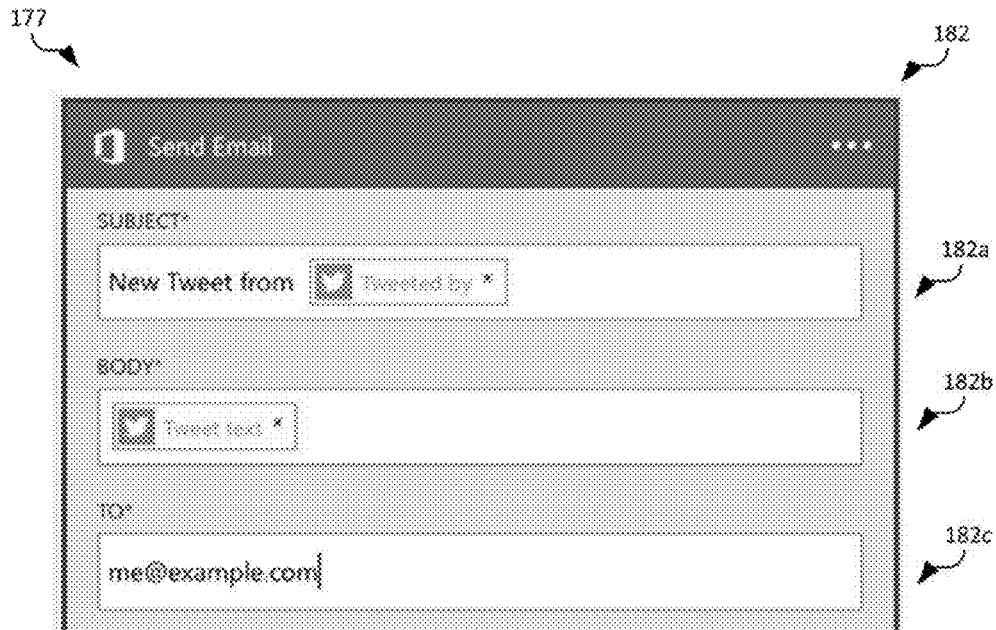 177
182
Send Email
SUBJECT*
New Tweet from Tweeted by ×
182a
BODY*
182b
Tweet text ×
TO*
182c
me@example.com